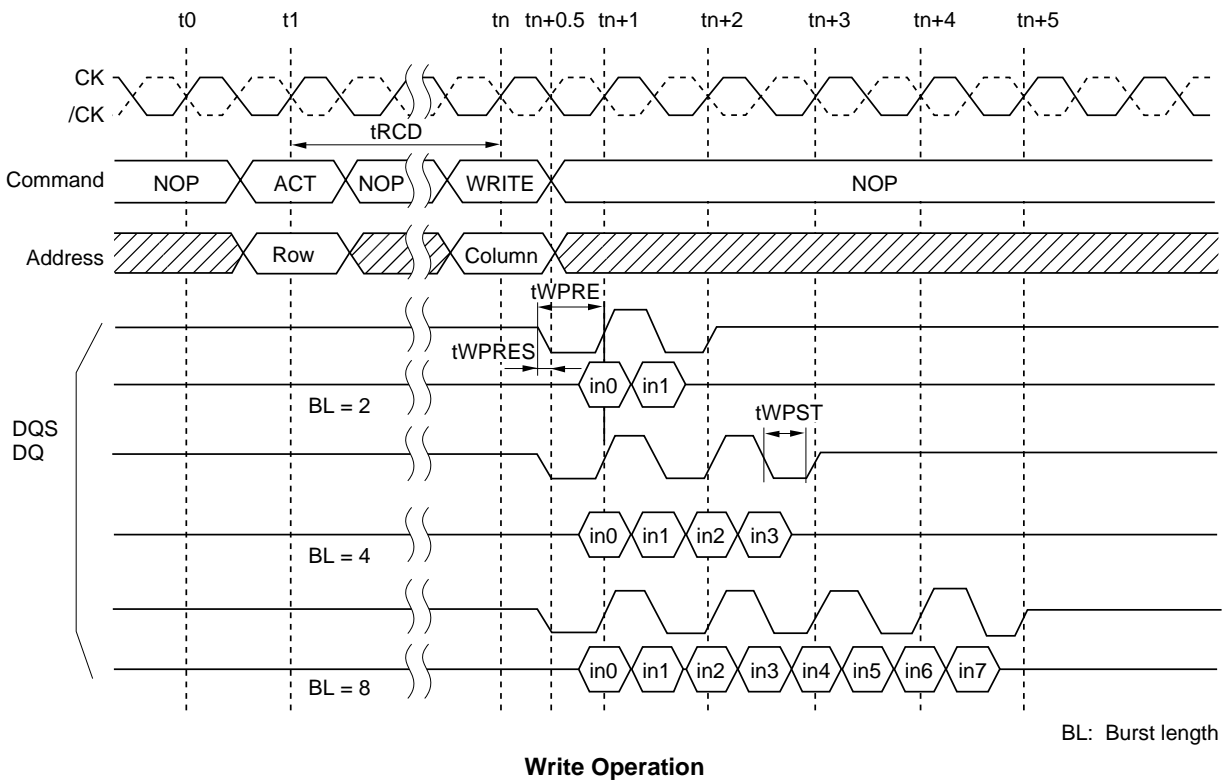 t0 t1 tn tn+0.5 tn+1 tn+2 tn+3 tn+4 tn+5
CK
/CK
tRCD
Command NOP ACT NOP WRITE NOP
Address Row Column
tWPRE
tWPRES
in0 in1
BL = 2
tWPST
DQS
DQ
in0 in1 in2 in3
BL = 4
in0 in1 in2 in3 in4 in5 in6 in7
BL = 8
BL: Burst length
Write Operation